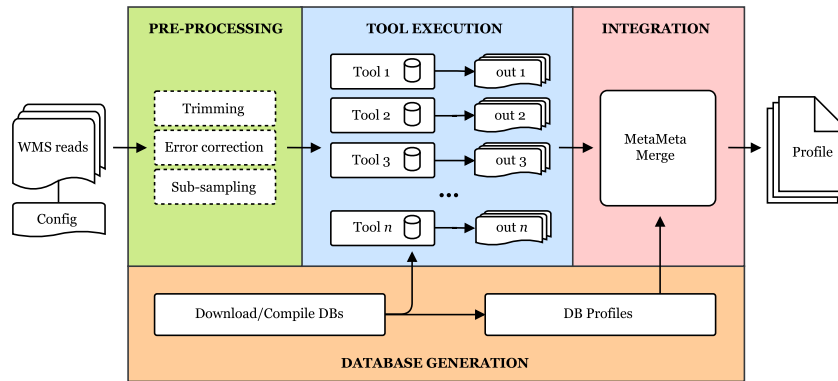 PRE-PROCESSING
TOOL EXECUTION
INTEGRATION
WMS reads
Config
Trimming
Error correction
Sub-sampling
Tool 1
out 1
Tool 2
out 2
Tool 3
out 3
...
Tool n
out n
MetaMeta
Merge
Profile
Download/Compile DBs
DB Profiles
DATABASE GENERATION